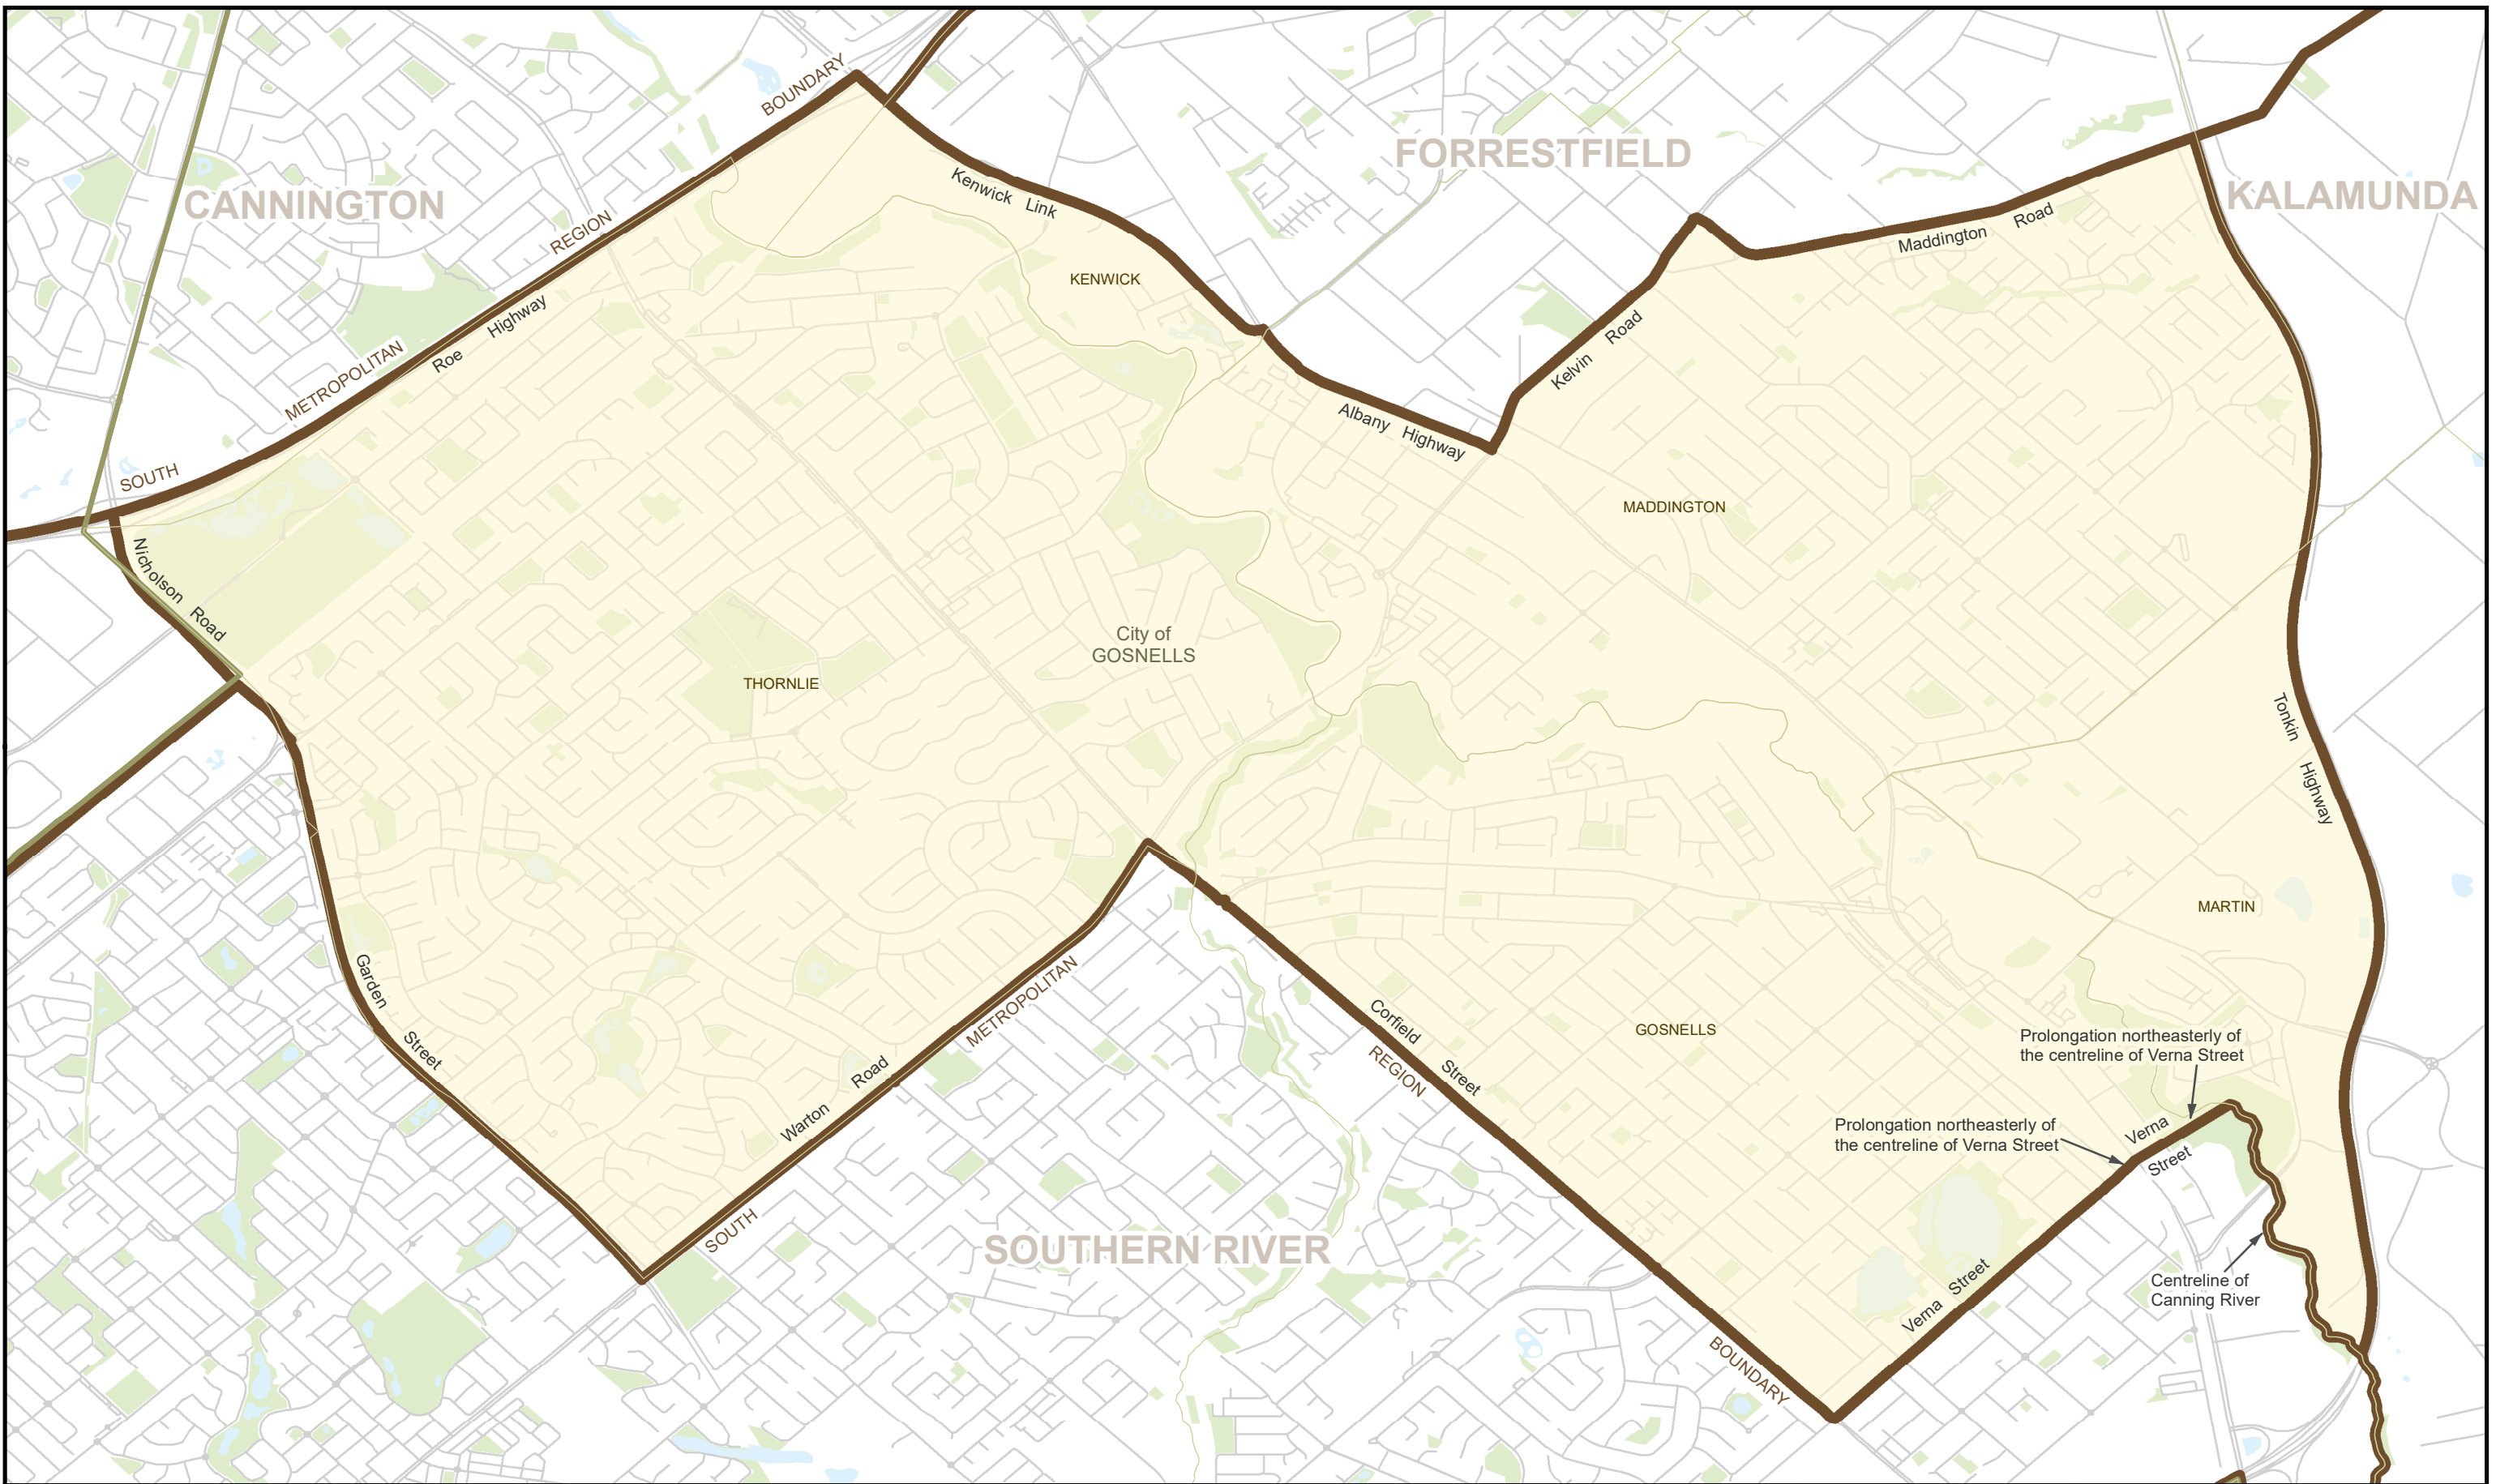 BOUNDARY
FORRESTFIELD
KALAMUNDA
CANNINGTON
Kenwick Link
REGION
Maddington Road
KENWICK
Roe Highway
METROPOLITAN
Kelvin Road
Albany Highway
SOUTH
MADDINGTON
Nicholson Road
City of
GOSNELLS
THORNLIE
Tonkin Highway
MARTIN
Garden Street
METROPOLITAN
Corfield Street
GOSNELLS
REGION
Prolongation northeasterly of
the centreline of Verna Street
Warton Road
Prolongation northeasterly of
the centreline of Verna Street
Verna Street
SOUTH
SOUTHERN RIVER
Centreline of
Canning River
Verna Street
BOUNDARY